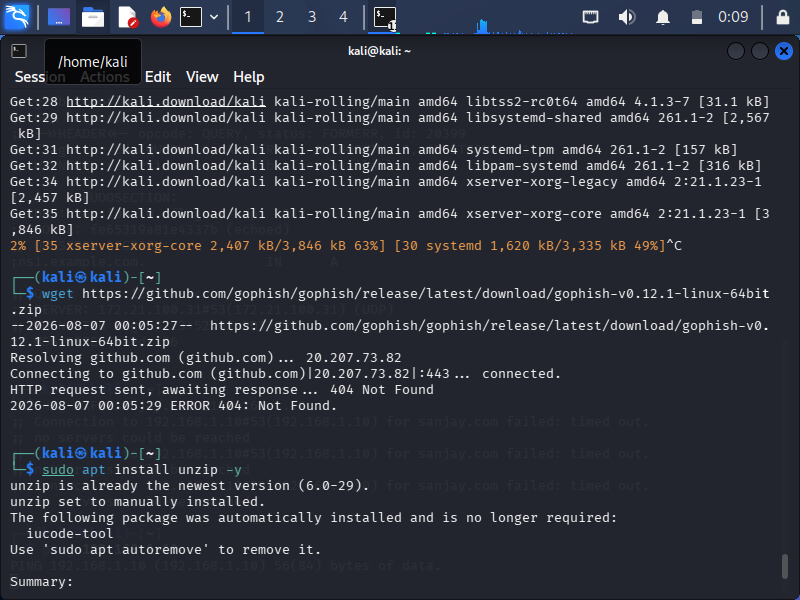 1 2 3 4 0:09
kali@kali: ~
/home/kali
Session Actions Edit View Help
Get:28 http://kali.download/kali kali-rolling/main amd64 libtss2-rc0t64 amd64 4.1.3-7 [31.1 kB]
Get:29 http://kali.download/kali kali-rolling/main amd64 libsystemd-shared amd64 261.1-2 [2,567
kB]
Get:31 http://kali.download/kali kali-rolling/main amd64 systemd-tpm amd64 261.1-2 [157 kB]
Get:32 http://kali.download/kali kali-rolling/main amd64 libpam-systemd amd64 261.1-2 [316 kB]
Get:34 http://kali.download/kali kali-rolling/main amd64 xserver-xorg-legacy amd64 2:21.1.23-1
[2,457 kB]
Get:35 http://kali.download/kali kali-rolling/main amd64 xserver-xorg-core amd64 2:21.1.23-1 [3
,846 kB]
2% [35 xserver-xorg-core 2,407 kB/3,846 kB 63%] [30 systemd 1,620 kB/3,335 kB 49%]^C
┌──(kali㉿kali)-[~]
└─$ wget https://github.com/gophish/gophish/release/latest/download/gophish-v0.12.1-linux-64bit
.zip
--2026-08-07 00:05:27-- https://github.com/gophish/gophish/release/latest/download/gophish-v0.
12.1-linux-64bit.zip
Resolving github.com (github.com)... 20.207.73.82
Connecting to github.com (github.com)|20.207.73.82|:443... connected.
HTTP request sent, awaiting response... 404 Not Found
2026-08-07 00:05:29 ERROR 404: Not Found.
┌──(kali㉿kali)-[~]
└─$ sudo apt install unzip -y
unzip is already the newest version (6.0-29).
unzip set to manually installed.
The following package was automatically installed and is no longer required:
iucode-tool
Use 'sudo apt autoremove' to remove it.
Summary: